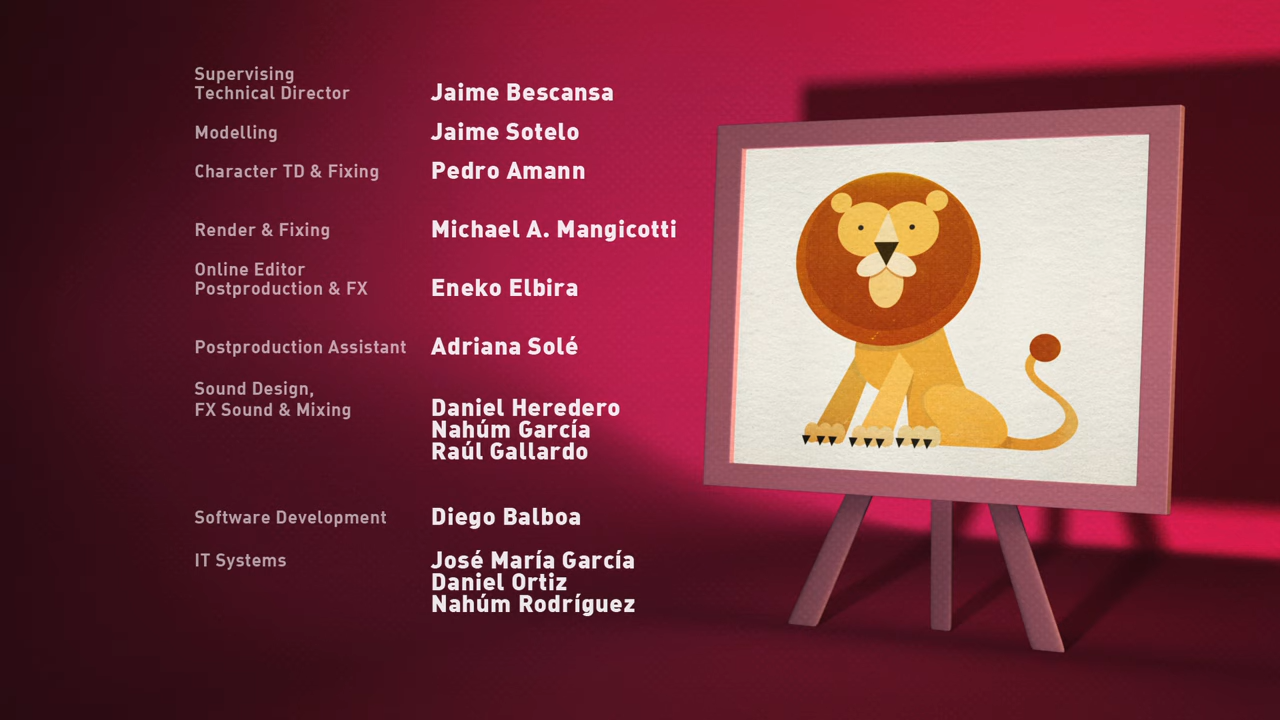 Supervising
Technical Director Jaime Bescansa
Modelling Jaime Sotelo
Character TD & Fixing Pedro Amann
Render & Fixing Michael A. Mangicotti
Online Editor
Postproduction & FX Eneko Elbira
Postproduction Assistant Adriana Solé
Sound Design,
FX Sound & Mixing Daniel Heredero
Nahúm García
Raúl Gallardo
Software Development Diego Balboa
IT Systems José María García
Daniel Ortiz
Nahúm Rodríguez